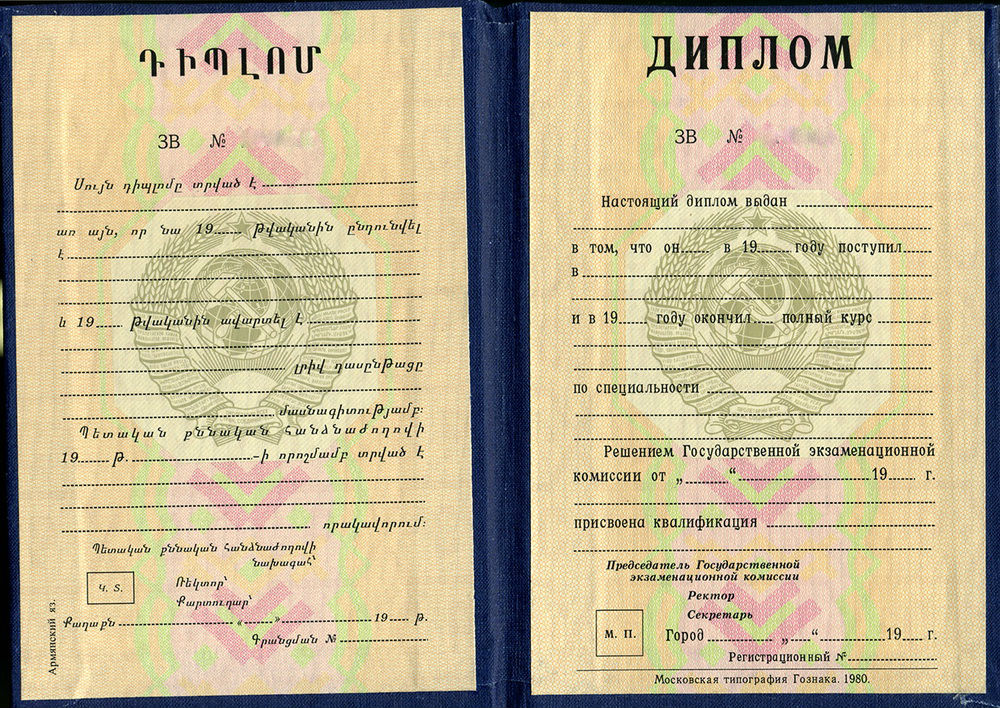 ԴԻՊԼՈՄ
ЗВ №
Սույն դիպլոմը տրված է
առ այն, որ նա 19 թվականին ընդունվել
է
և 19 թվականին ավարտել է
լրիվ դասընթացը
մասնագիտությամբ։
Պետական քննական հանձնաժողովի
19 թ. -ի որոշմամբ տրված է
որակավորում։
Պետական քննական հանձնաժողովի
նախագահ՝
Կ. Տ.
Ռեկտոր՝
Քարտուղար՝
Քաղաքն « » 19 թ.
Գրանցման №
Армянский яз.
ДИПЛОМ
ЗВ №
Настоящий диплом выдан
в том, что он в 19 году поступил
в
и в 19 году окончил полный курс
по специальности
Решением Государственной экзаменационной
комиссии от „ “ 19 г.
присвоена квалификация
Председатель Государственной
экзаменационной комиссии
Ректор
Секретарь
М. П.
Город „ “ 19 г.
Регистрационный №
Московская типография Гознака. 1980.